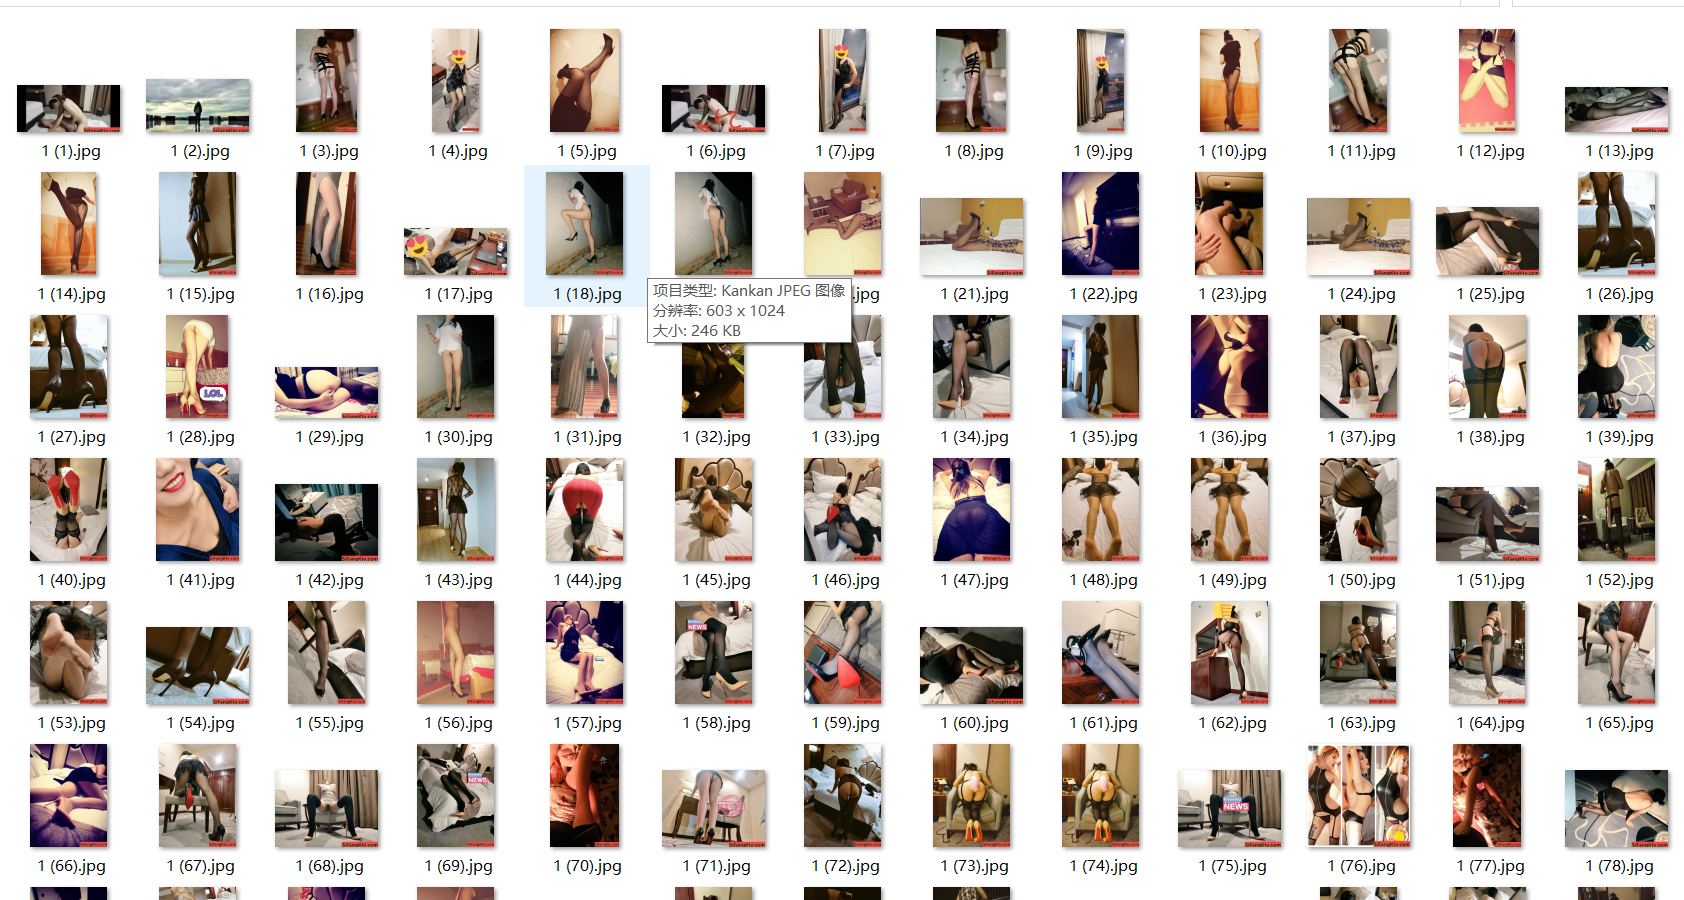 1 (1).jpg
1 (2).jpg
1 (3).jpg
1 (4).jpg
1 (5).jpg
1 (6).jpg
1 (7).jpg
1 (8).jpg
1 (9).jpg
1 (10).jpg
1 (11).jpg
1 (12).jpg
1 (13).jpg
1 (14).jpg
1 (15).jpg
1 (16).jpg
1 (17).jpg
1 (18).jpg
.jpg
1 (21).jpg
1 (22).jpg
1 (23).jpg
1 (24).jpg
1 (25).jpg
1 (26).jpg
项目类型: Kankan JPEG 图像
分辨率: 603 x 1024
大小: 246 KB
LOL
1 (27).jpg
1 (28).jpg
1 (29).jpg
1 (30).jpg
1 (31).jpg
1 (32).jpg
1 (33).jpg
1 (34).jpg
1 (35).jpg
1 (36).jpg
1 (37).jpg
1 (38).jpg
1 (39).jpg
1 (40).jpg
1 (41).jpg
1 (42).jpg
1 (43).jpg
1 (44).jpg
1 (45).jpg
1 (46).jpg
1 (47).jpg
1 (48).jpg
1 (49).jpg
1 (50).jpg
1 (51).jpg
1 (52).jpg
NEWS
1 (53).jpg
1 (54).jpg
1 (55).jpg
1 (56).jpg
1 (57).jpg
1 (58).jpg
1 (59).jpg
1 (60).jpg
1 (61).jpg
1 (62).jpg
1 (63).jpg
1 (64).jpg
1 (65).jpg
NEWS
NEWS
1 (66).jpg
1 (67).jpg
1 (68).jpg
1 (69).jpg
1 (70).jpg
1 (71).jpg
1 (72).jpg
1 (73).jpg
1 (74).jpg
1 (75).jpg
1 (76).jpg
1 (77).jpg
1 (78).jpg